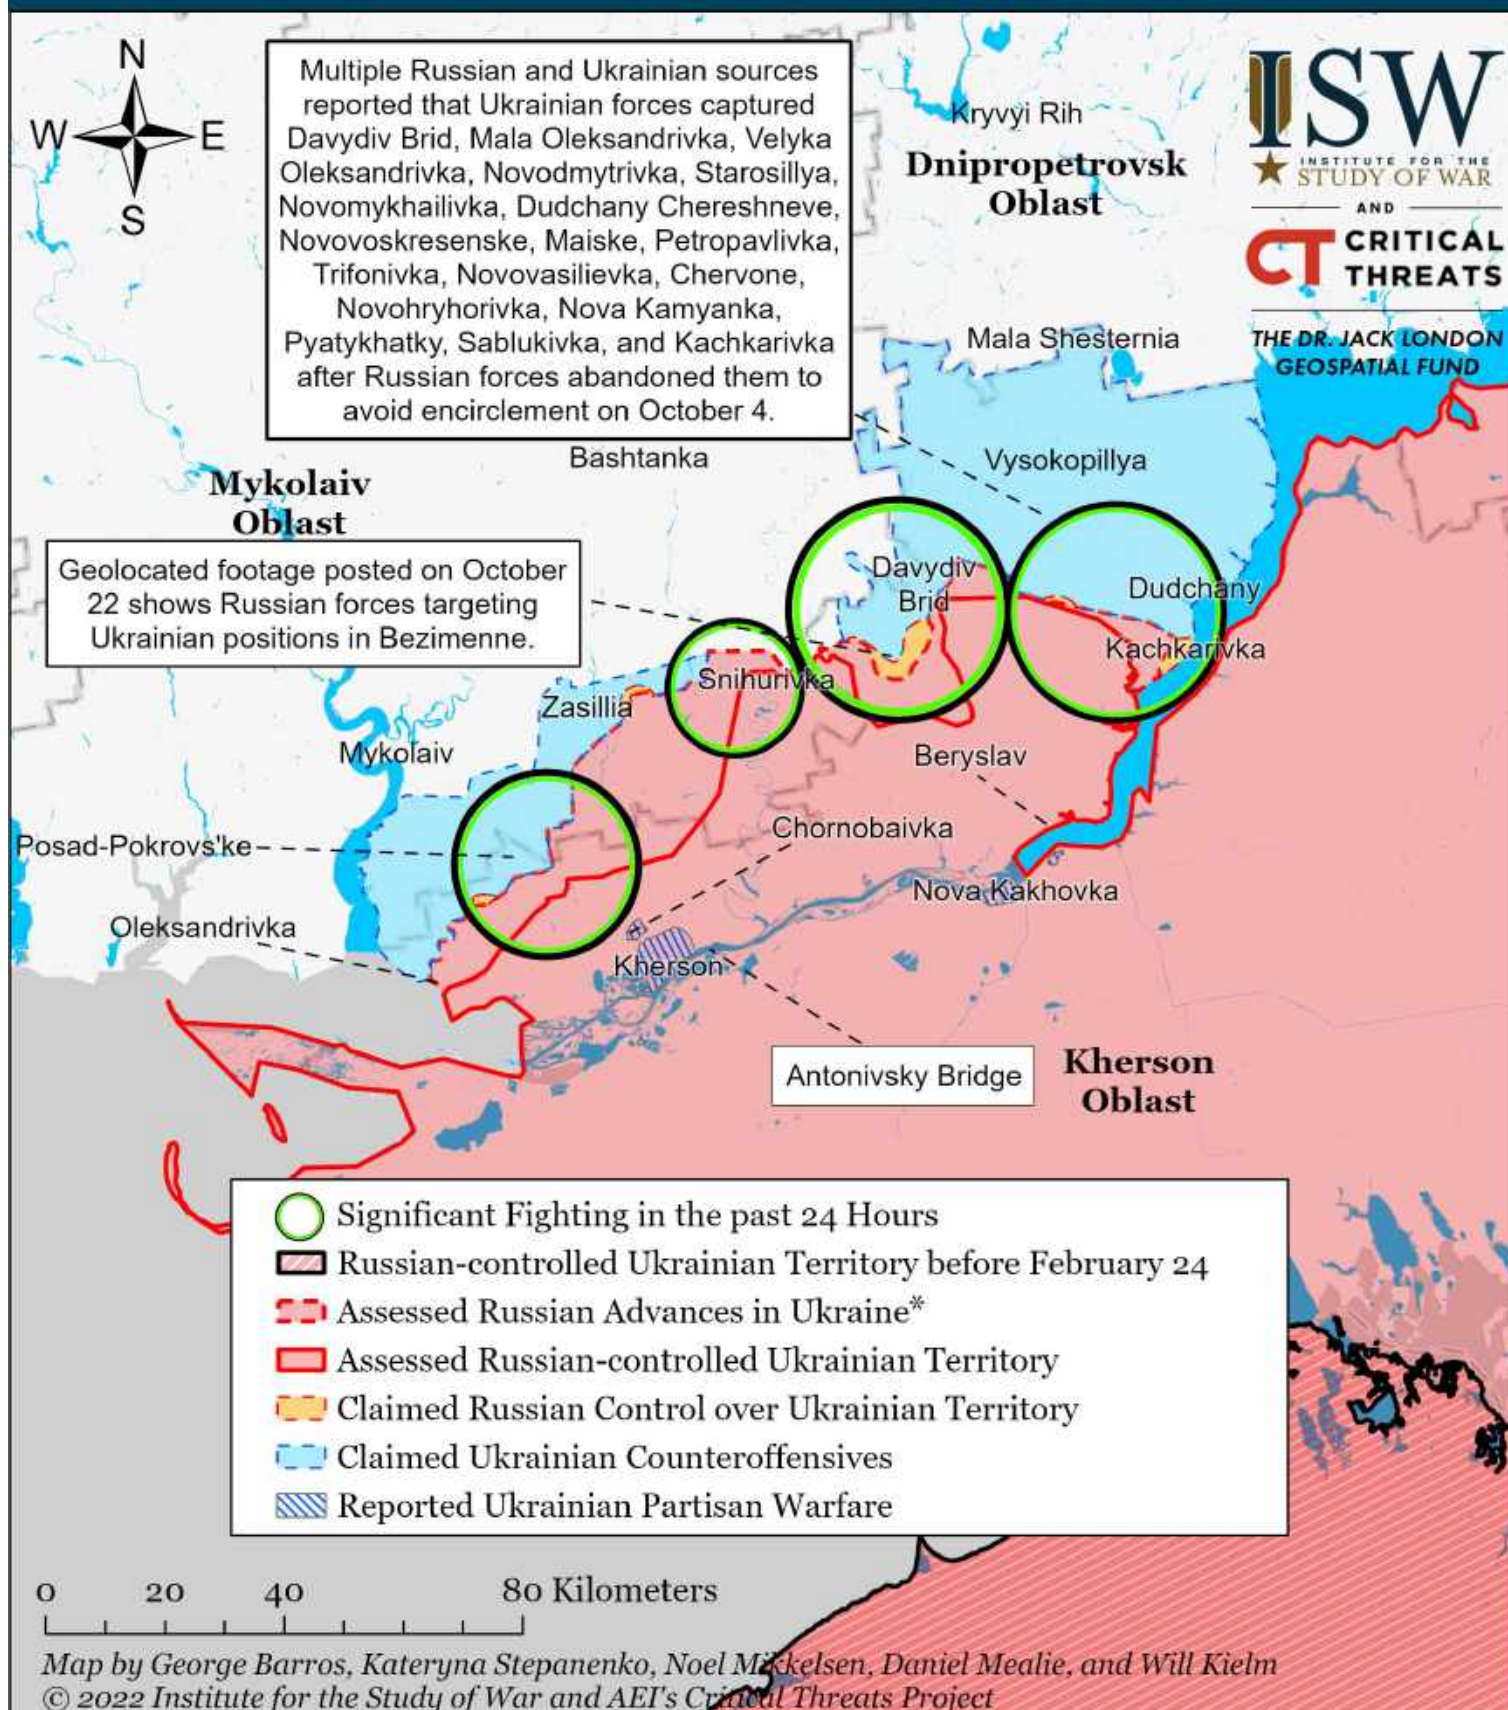 N
W E
S
Multiple Russian and Ukrainian sources
reported that Ukrainian forces captured
Davydiv Brid, Mala Oleksandrivka, Velyka
Oleksandrivka, Novodmytrivka, Starosillya,
Novomykhailivka, Dudchany Chereshneve,
Novovoskresenske, Maiske, Petropavlivka,
Trifonivka, Novovasilievka, Chervone,
Novohryhorivka, Nova Kamyanka,
Pyatykhatky, Sablukivka, and Kachkarivka
after Russian forces abandoned them to
avoid encirclement on October 4.
Kryvyi Rih
Dnipropetrovsk
Oblast
ISW
INSTITUTE FOR THE
STUDY OF WAR
AND
CT CRITICAL
THREATS
THE DR. JACK LONDON
GEOSPATIAL FUND
Mala Shesternia
Bashtanka
Vysokopillya
Mykolaiv
Oblast
Geolocated footage posted on October
22 shows Russian forces targeting
Ukrainian positions in Bezimenne.
Davydiv
Brid
Dudchany
Kachkarivka
Snihurivka
Zasillia
Mykolaiv
Beryslav
Chornobaivka
Posad-Pokrovs'ke
Nova Kakhovka
Oleksandrivka
Kherson
Antonivsky Bridge
Kherson
Oblast
Significant Fighting in the past 24 Hours
Russian-controlled Ukrainian Territory before February 24
Assessed Russian Advances in Ukraine*
Assessed Russian-controlled Ukrainian Territory
Claimed Russian Control over Ukrainian Territory
Claimed Ukrainian Counteroffensives
Reported Ukrainian Partisan Warfare
0 20 40 80 Kilometers
Map by George Barros, Kateryna Stepanenko, Noel Mikkelsen, Daniel Mealie, and Will Kielm
© 2022 Institute for the Study of War and AEI's Critical Threats Project